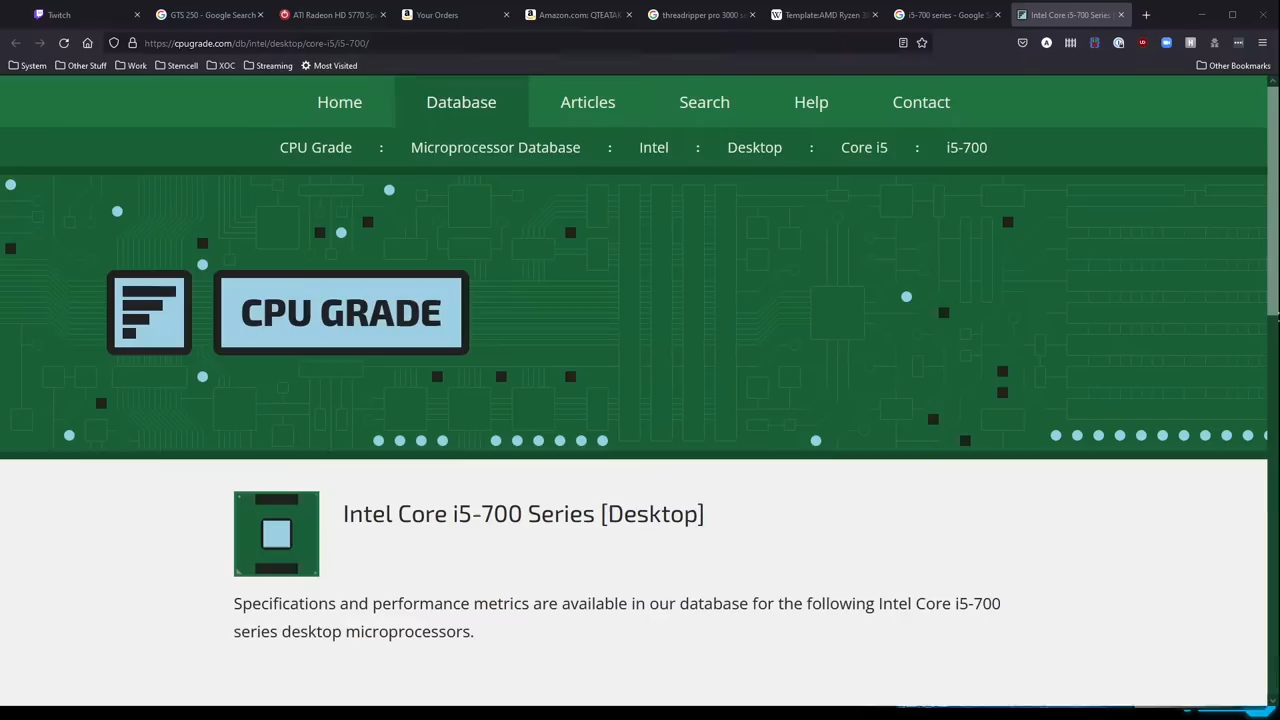 Twitch
GTS 250 - Google Search
ATI Radeon HD 5770 Sp
Your Orders
Amazon.com: QTEATAK
threadripper pro 3000 se
Template:AMD Ryzen 3
i5-700 series - Google S
Intel Core i5-700 Series [
https://cpugrade.com/db/intel/desktop/core-i5/i5-700/
System
Other Stuff
Work
Stemcell
XOC
Streaming
Most Visited
Other Bookmarks
Home
Database
Articles
Search
Help
Contact
CPU Grade : Microprocessor Database : Intel : Desktop : Core i5 : i5-700
CPU GRADE
Intel Core i5-700 Series [Desktop]
Specifications and performance metrics are available in our database for the following Intel Core i5-700
series desktop microprocessors.